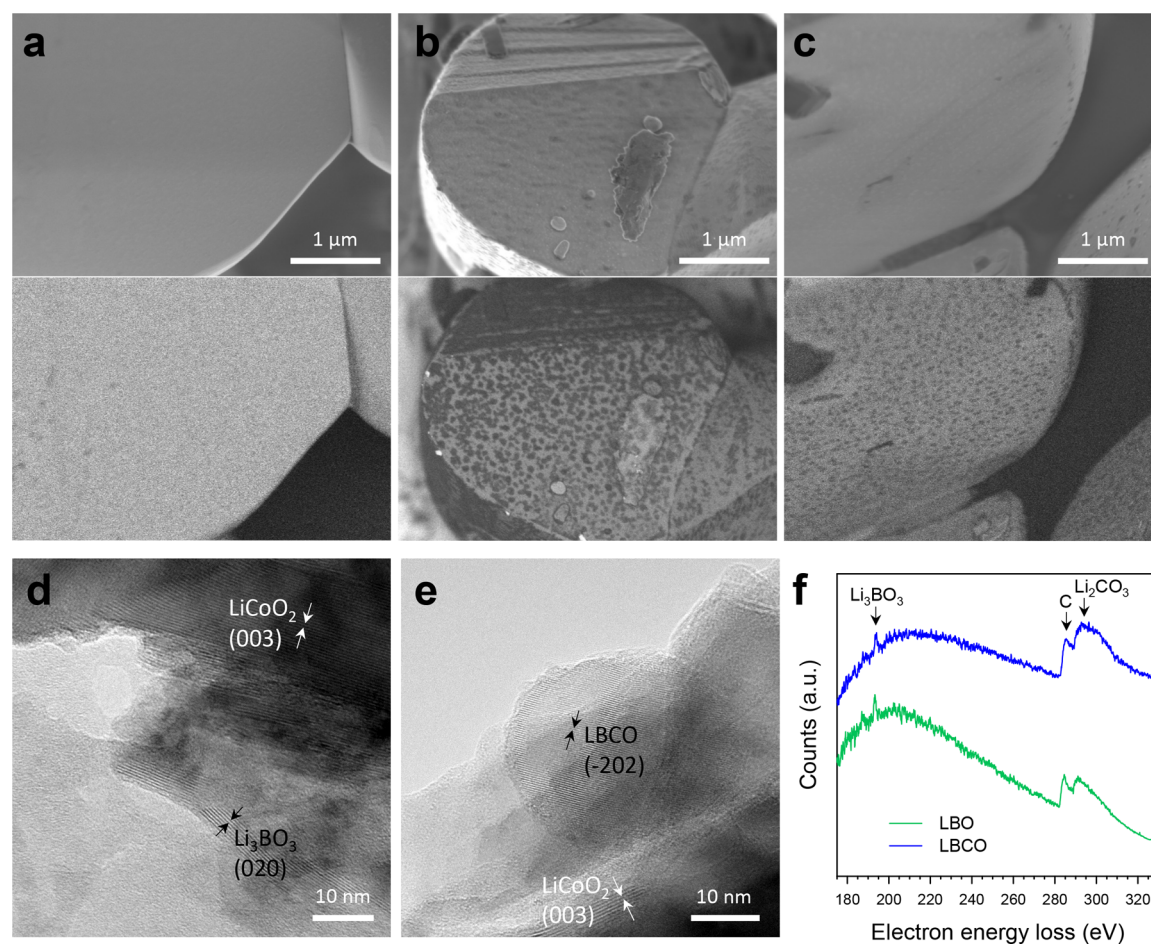 a
b
c
1 μm
1 μm
1 μm
d
LiCoO₂
(003)
Li₃BO₃
(020)
10 nm
e
LBCO
(-202)
LiCoO₂
(003)
10 nm
f
Li₃BO₃
C
Li₂CO₃
Counts (a.u.)
LBO
LBCO
180 200 220 240 260 280 300 320
Electron energy loss (eV)